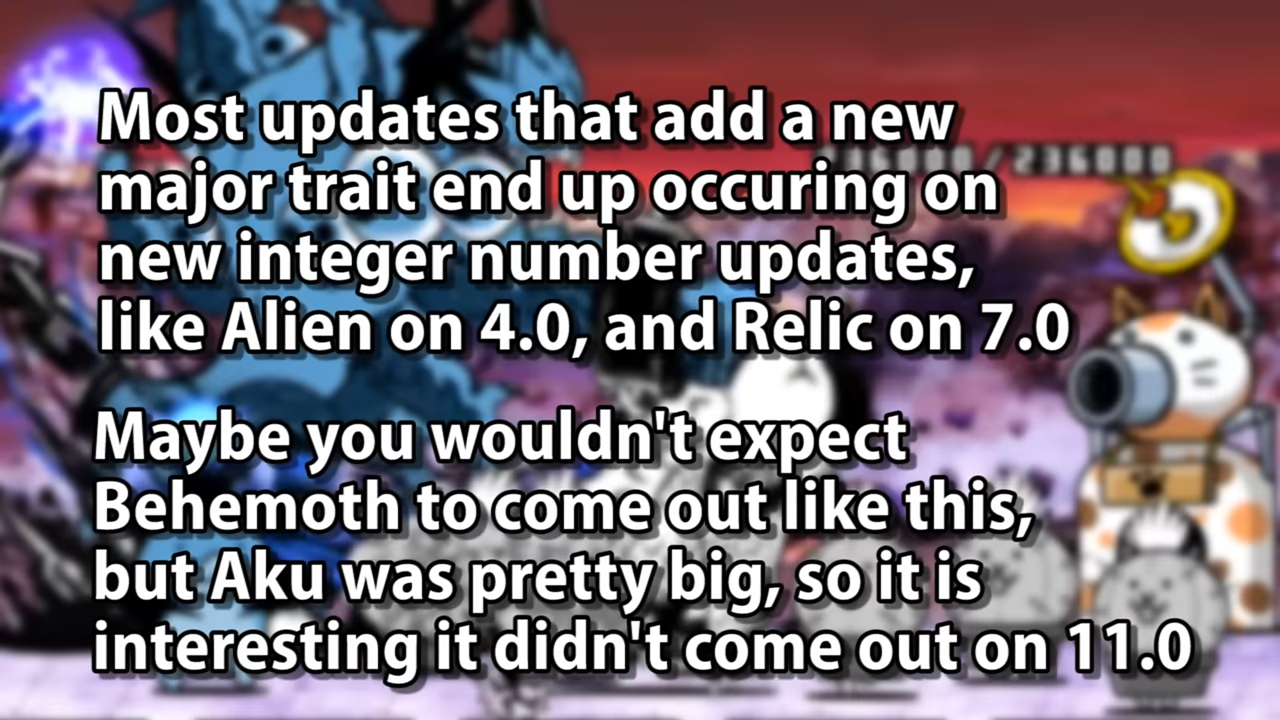 236000/236000
Most updates that add a new
major trait end up occuring on
new integer number updates,
like Alien on 4.0, and Relic on 7.0
Maybe you wouldn't expect
Behemoth to come out like this,
but Aku was pretty big, so it is
interesting it didn't come out on 11.0